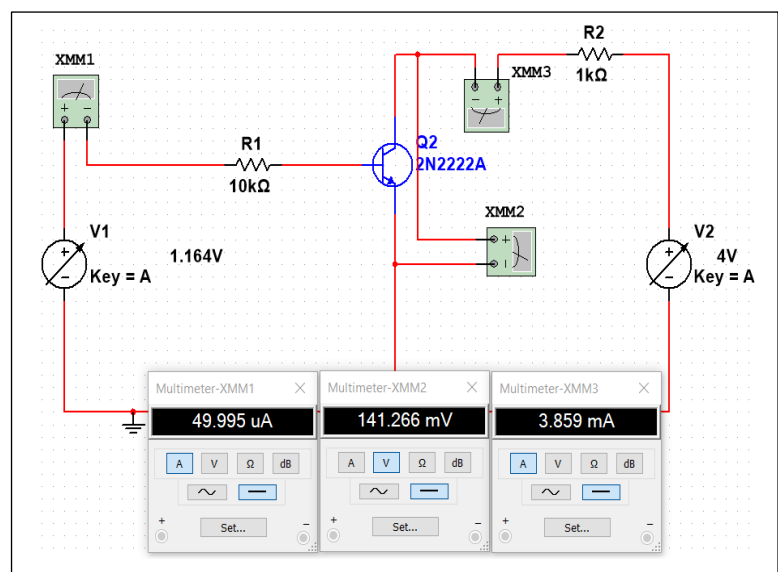 XMM1
+ -
R1
10kΩ
V1
+
-
Key = A
1.164V
Q2
2N2222A
XMM3
- +
R2
1kΩ
XMM2
+
-
V2
4V
+
-
Key = A
Multimeter-XMM1
49.995 uA
A V Ω dB
+ Set... -
Multimeter-XMM2
141.266 mV
A V Ω dB
+ Set... -
Multimeter-XMM3
3.859 mA
A V Ω dB
+ Set... -